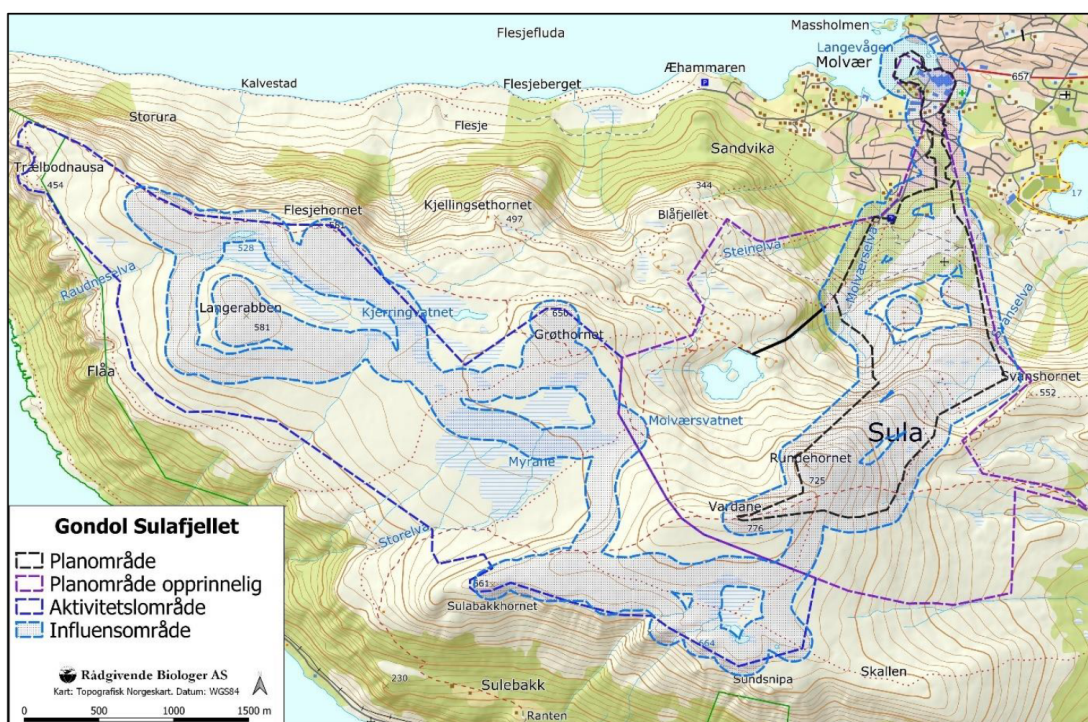 Flesjefluda
Massholmen
Langevågen
Molvær
657
Æhammaren
P
Flesjeberget
Kalvestad
Storura
Flesje
Sandvika
Trælbodnausa
454
17
344
Kjellingsethornet
497
Blåfjellet
Flesjehornet
Steinelva
Molværselva
Svanselva
528
Raudneselva
Langerabben
581
Kjerringvatnet
656
Grøthornet
Flåa
Svanshornet
552
Molværsvatnet
Sula
Myrane
Rundehornet
725
Vardane
776
Storelva
661
Sulabakkhornet
664
Skallen
Sundsnipa
230
Sulebakk
Ranten
Gondol Sulafjellet
Planområde
Planområde opprinnelig
Aktivitetslområde
Influensområde
Rådgivende Biologer AS
Kart: Topografisk Norgeskart. Datum: WGS84
0 500 1000 1500 m